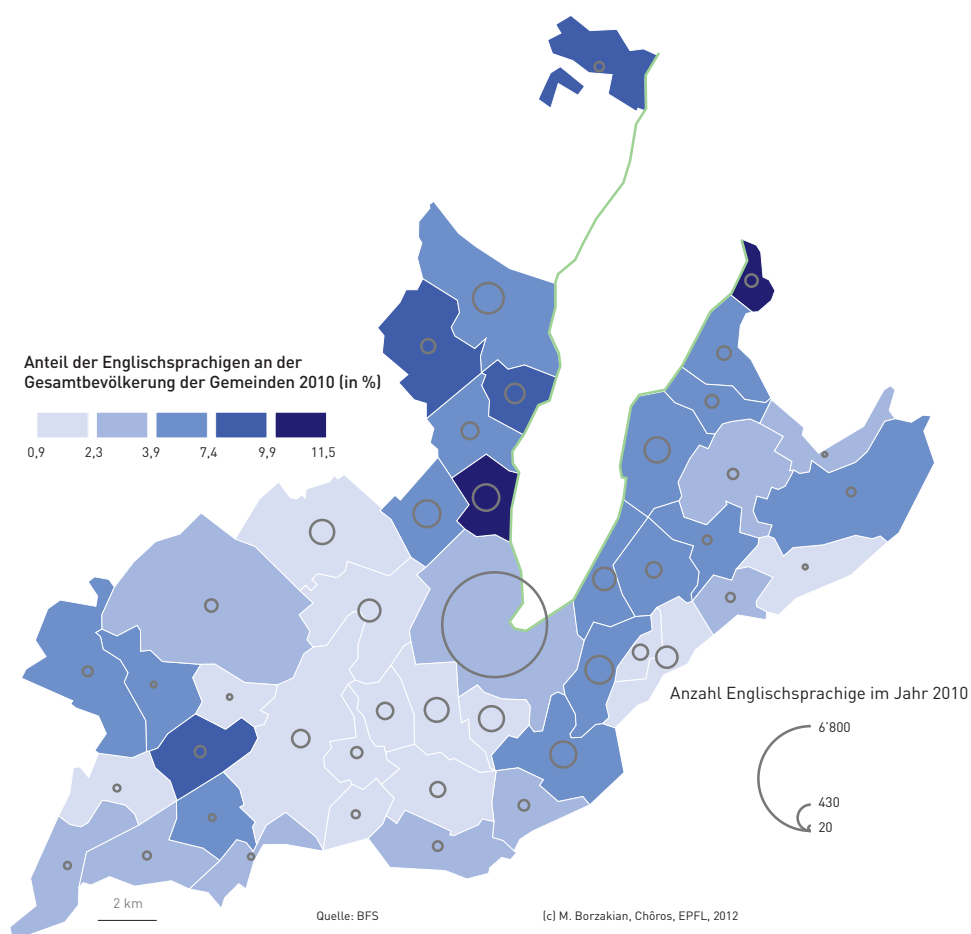 Anteil der Englischsprachigen an der
Gesamtbevölkerung der Gemeinden 2010 (in %)
0,9 2,3 3,9 7,4 9,9 11,5
Anzahl Englischsprachige im Jahr 2010
6'800
430
20
2 km
Quelle: BFS
(c) M. Borzakian, Chôros, EPFL, 2012